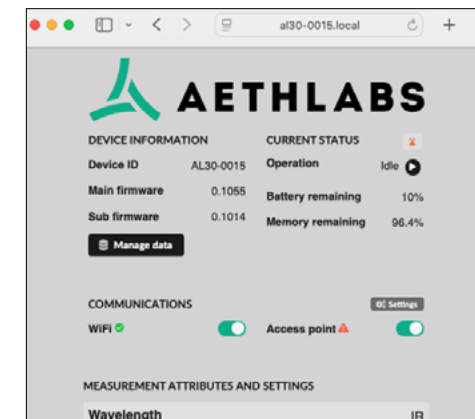 al30-0015.local
AETHLABS
DEVICE INFORMATION
Device ID AL30-0015
Main firmware 0.1055
Sub firmware 0.1014
Manage data
CURRENT STATUS
Operation Idle
Battery remaining 10%
Memory remaining 96.4%
COMMUNICATIONS
Settings
WiFi
Access point
MEASUREMENT ATTRIBUTES AND SETTINGS
Wavelength IR